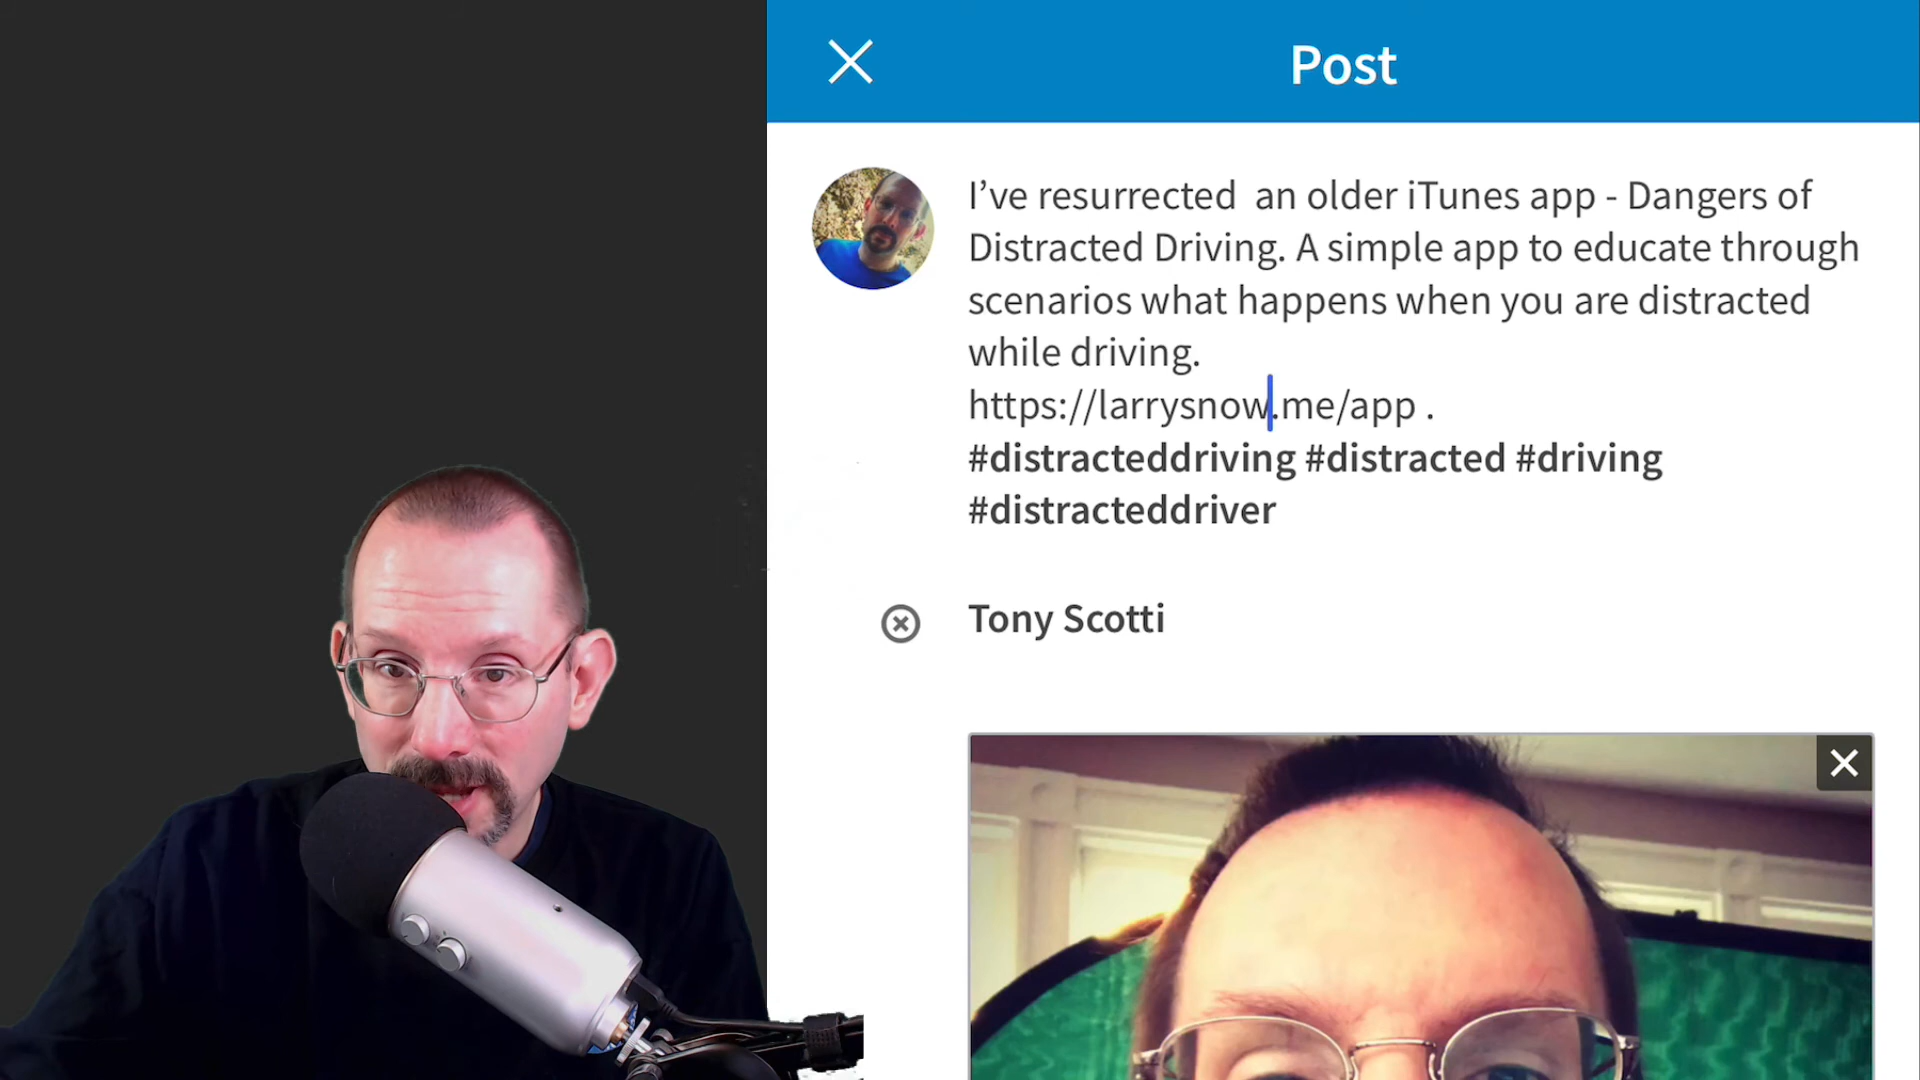 Post
I’ve resurrected  an older iTunes app - Dangers of
Distracted Driving. A simple app to educate through
scenarios what happens when you are distracted
while driving.
https://larrysnow.me/app .
#distracteddriving #distracted #driving
#distracteddriver
Tony Scotti